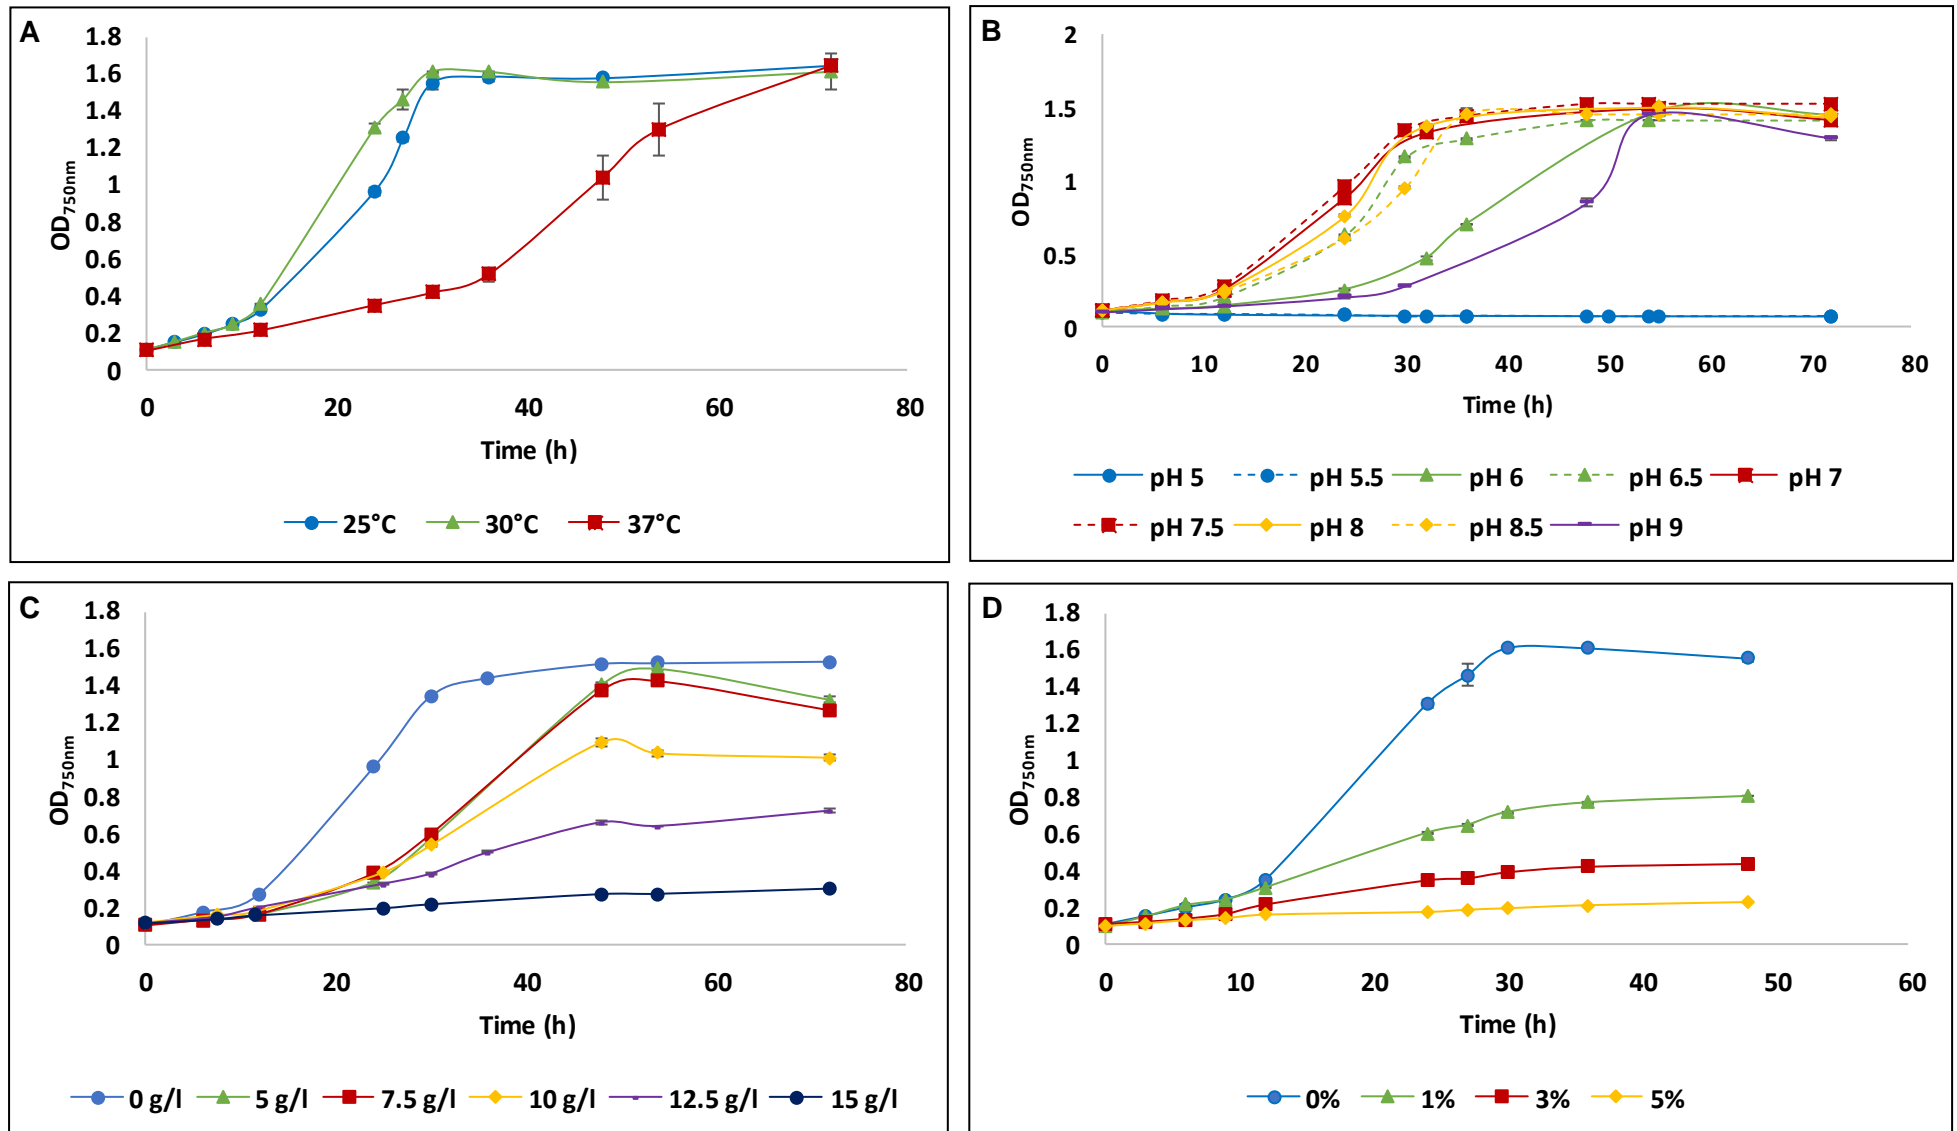 A
1.8
1.6
1.4
1.2
1
0.8
0.6
0.4
0.2
0
OD750nm
0 20 40 60 80
Time (h)
25°C 30°C 37°C
B
2
1.5
1
0.5
0
OD750nm
0 10 20 30 40 50 60 70 80
Time (h)
pH 5 pH 5.5 pH 6 pH 6.5 pH 7
pH 7.5 pH 8 pH 8.5 pH 9
C
1.8
1.6
1.4
1.2
1
0.8
0.6
0.4
0.2
0
OD750nm
0 20 40 60 80
Time (h)
0 g/l 5 g/l 7.5 g/l 10 g/l 12.5 g/l 15 g/l
D
1.8
1.6
1.4
1.2
1
0.8
0.6
0.4
0.2
0
OD750nm
0 10 20 30 40 50 60
Time (h)
0% 1% 3% 5%